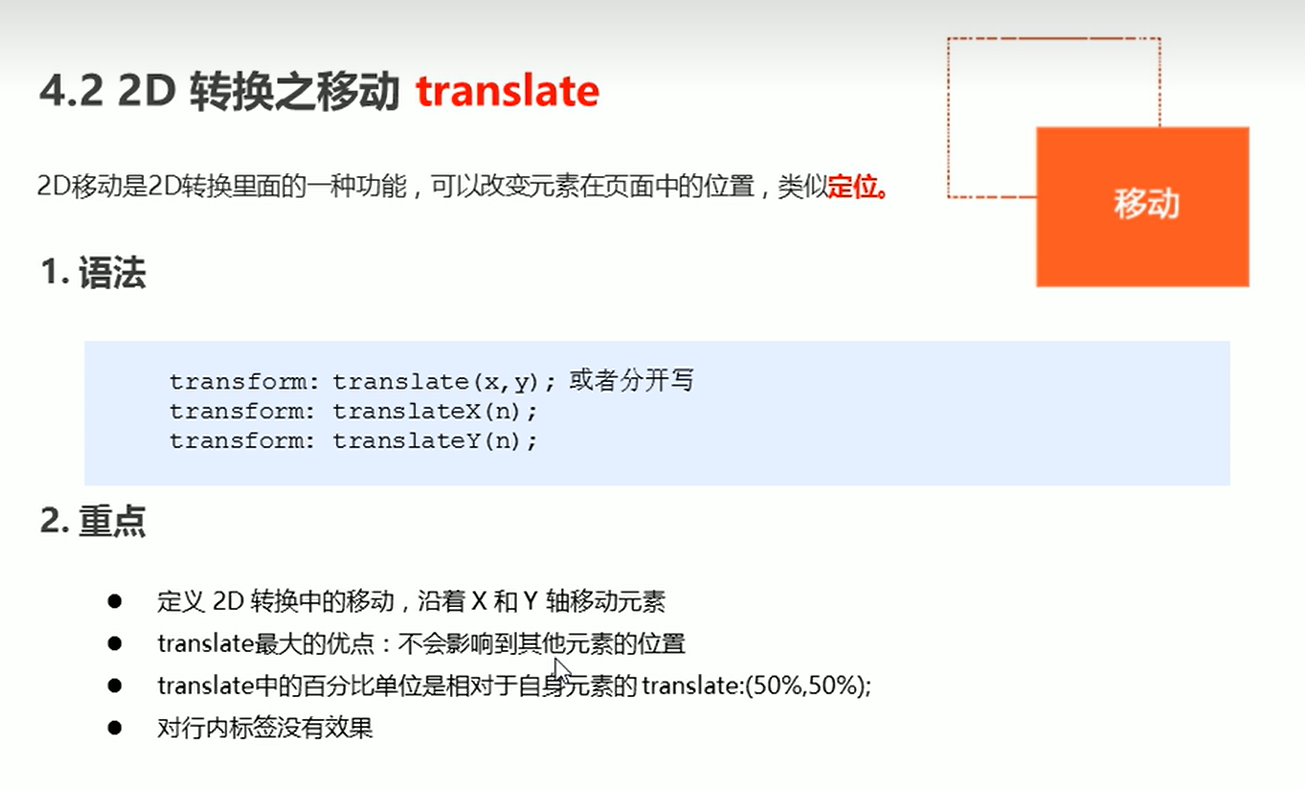 4.2 2D 转换之移动 translate
2D移动是2D转换里面的一种功能，可以改变元素在页面中的位置，类似定位。
移动
1. 语法
transform: translate(x,y); 或者分开写
transform: translateX(n);
transform: translateY(n);
2. 重点
● 定义 2D 转换中的移动，沿着 X 和 Y 轴移动元素
● translate最大的优点：不会影响到其他元素的位置
● translate中的百分比单位是相对于自身元素的 translate:(50%,50%);
● 对行内标签没有效果